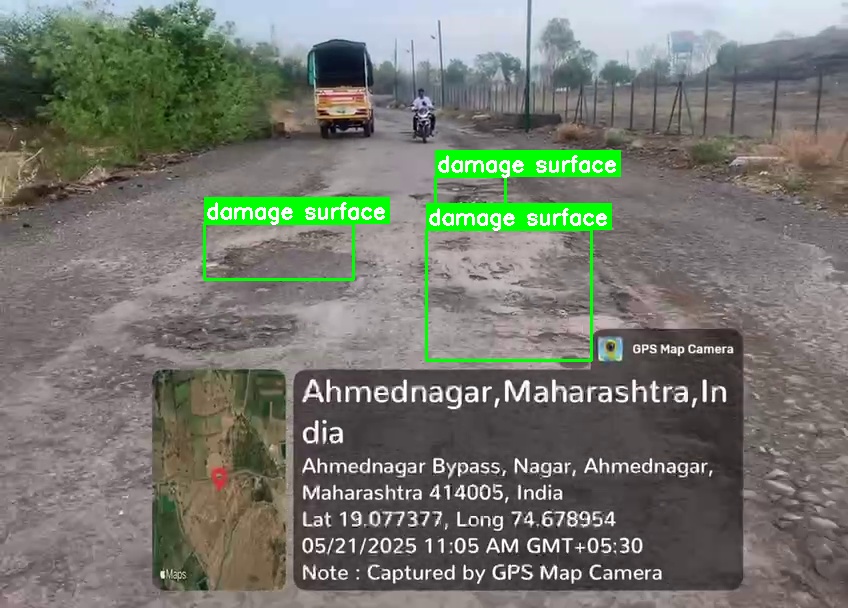 damage surface
damage surface
damage surface
GPS Map Camera
Ahmednagar,Maharashtra,In
dia
Ahmednagar Bypass, Nagar, Ahmednagar,
Maharashtra 414005, India
Lat 19.077377, Long 74.678954
05/21/2025 11:05 AM GMT+05:30
Note : Captured by GPS Map Camera
Maps